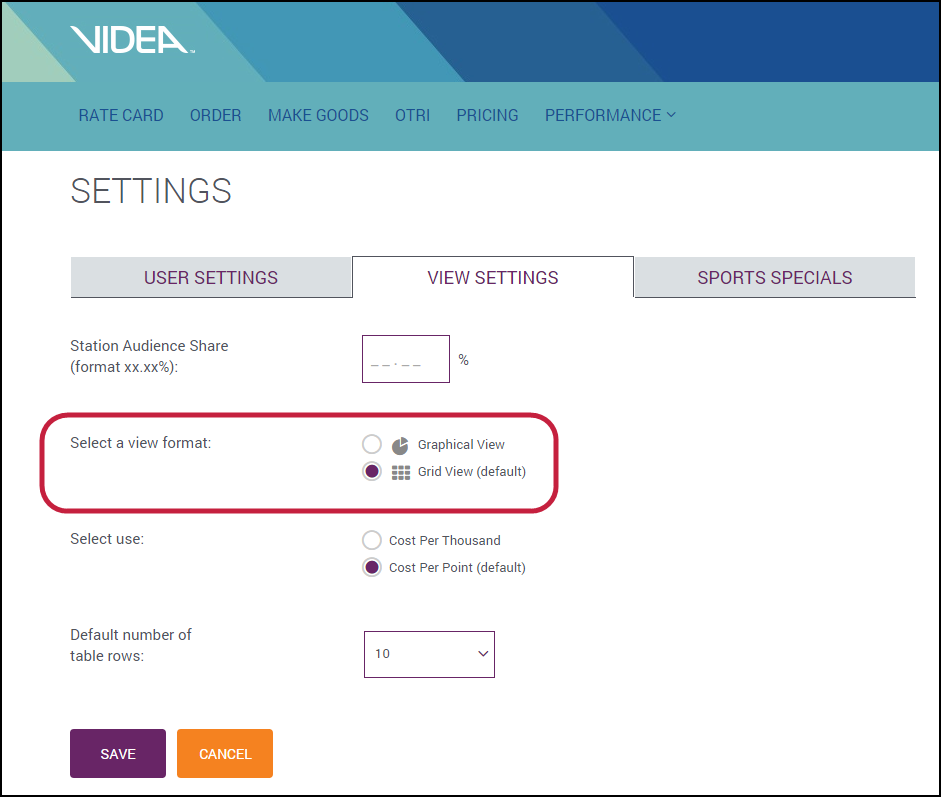 VIDEA™
RATE CARD ORDER MAKE GOODS OTRI PRICING PERFORMANCE
SETTINGS
USER SETTINGS VIEW SETTINGS SPORTS SPECIALS
Station Audience Share
(format xx.xx%):
__.__ %
Select a view format:
Graphical View
Grid View (default)
Select use:
Cost Per Thousand
Cost Per Point (default)
Default number of
table rows:
10
SAVE CANCEL